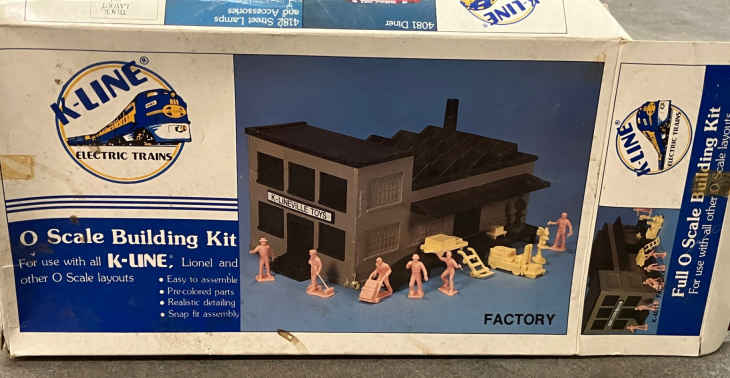 4182 Street Lamps
and Accessories
4081 Diner
K-LINE®
K-LINE®
ELECTRIC TRAINS
O Scale Building Kit
For use with all K-LINE®, Lionel and
other O Scale layouts
• Easy to assemble
• Pre-colored parts
• Realistic detailing
• Snap fit assembly
K-LINEVILLE TOYS
FACTORY
K-LINE®
ELECTRIC TRAINS
Full O Scale Building Kit
For use with all other O Scale layouts